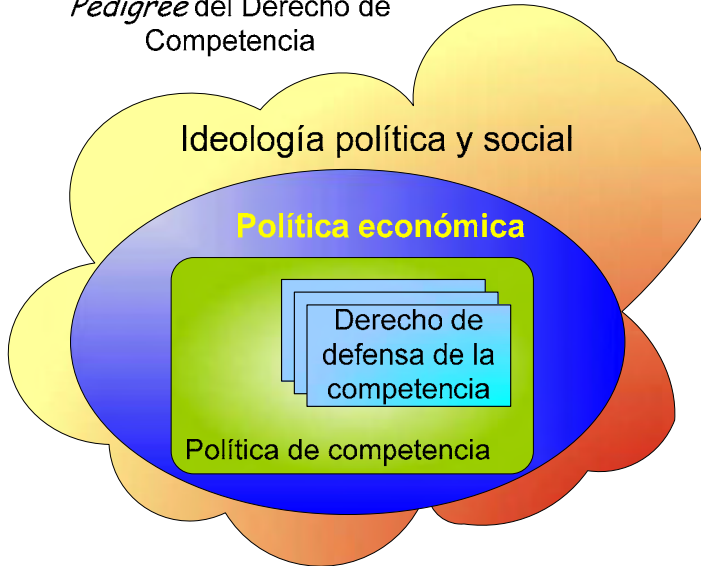 Pedigree del Derecho de
Competencia
Ideología política y social
Política económica
Derecho de
defensa de la
competencia
Política de competencia